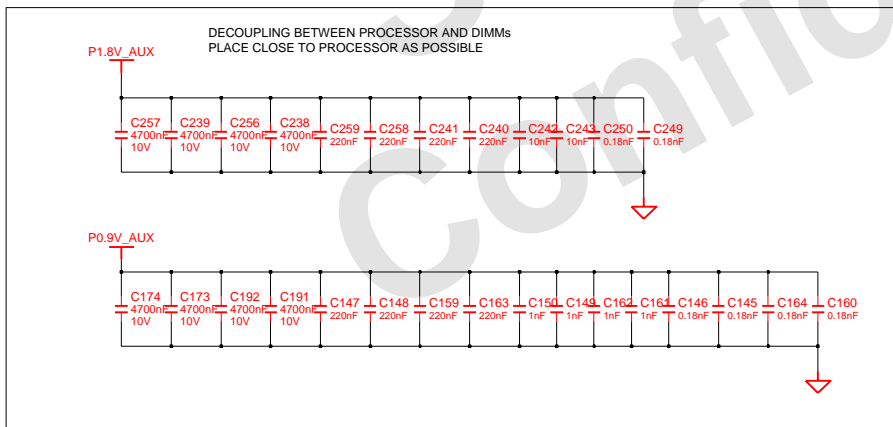 DECOUPLING BETWEEN PROCESSOR AND DIMMs
PLACE CLOSE TO PROCESSOR AS POSSIBLE
P1.8V_AUX
C257 C239 C256 C238 C259 C258 C241 C240 C242 C243 C250 C249
4700nF 4700nF 4700nF 4700nF 220nF 220nF 220nF 220nF 10nF 10nF 0.18nF 0.18nF
10V 10V 10V 10V
P0.9V_AUX
C174 C173 C192 C191 C147 C148 C159 C163 C150 C149 C162 C161 C146 C145 C164 C160
4700nF 4700nF 4700nF 4700nF 220nF 220nF 220nF 220nF 1nF 1nF 1nF 1nF 0.18nF 0.18nF 0.18nF 0.18nF
10V 10V 10V 10V